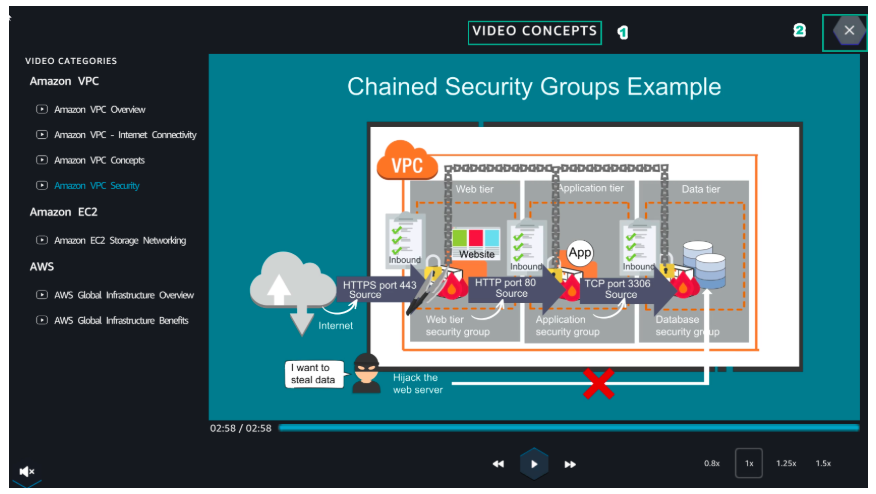 VIDEO CONCEPTS
1
2
VIDEO CATEGORIES
Amazon VPC
Amazon VPC Overview
Amazon VPC - Internet Connectivity
Amazon VPC Concepts
Amazon VPC Security
Amazon EC2
Amazon EC2 Storage Networking
AWS
AWS Global Infrastructure Overview
AWS Global Infrastructure Benefits
Chained Security Groups Example
VPC
Web tier
Application tier
Data tier
Inbound
Website
Inbound
App
Inbound
HTTPS port 443
Source
HTTP port 80
Source
TCP port 3306
Source
Internet
Web tier
security group
Application
security group
Database
security group
I want to
steal data
Hijack the
web server
02:58 / 02:58
0.8x
1x
1.25x
1.5x